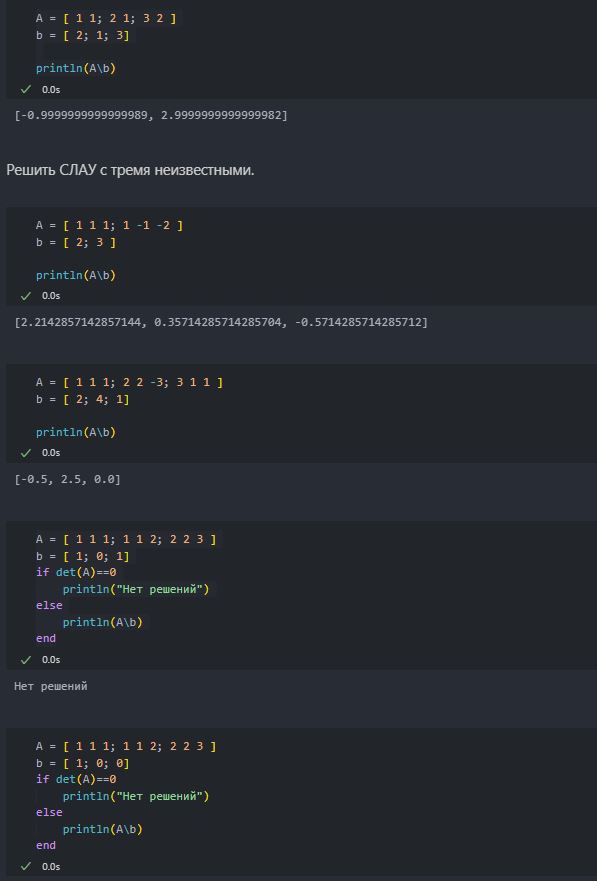 A = [ 1 1; 2 1; 3 2 ]
b = [ 2; 1; 3]
println(A\b)
0.0s
[-0.9999999999999989, 2.9999999999999982]
Решить СЛАУ с тремя неизвестными.
A = [ 1 1 1; 1 -1 -2 ]
b = [ 2; 3 ]
println(A\b)
0.0s
[2.2142857142857144, 0.35714285714285704, -0.5714285714285712]
A = [ 1 1 1; 2 2 -3; 3 1 1 ]
b = [ 2; 4; 1]
println(A\b)
0.0s
[-0.5, 2.5, 0.0]
A = [ 1 1 1; 1 1 2; 2 2 3 ]
b = [ 1; 0; 1]
if det(A)==0
println("Нет решений")
else
println(A\b)
end
0.0s
Нет решений
A = [ 1 1 1; 1 1 2; 2 2 3 ]
b = [ 1; 0; 0]
if det(A)==0
println("Нет решений")
else
println(A\b)
end
0.0s